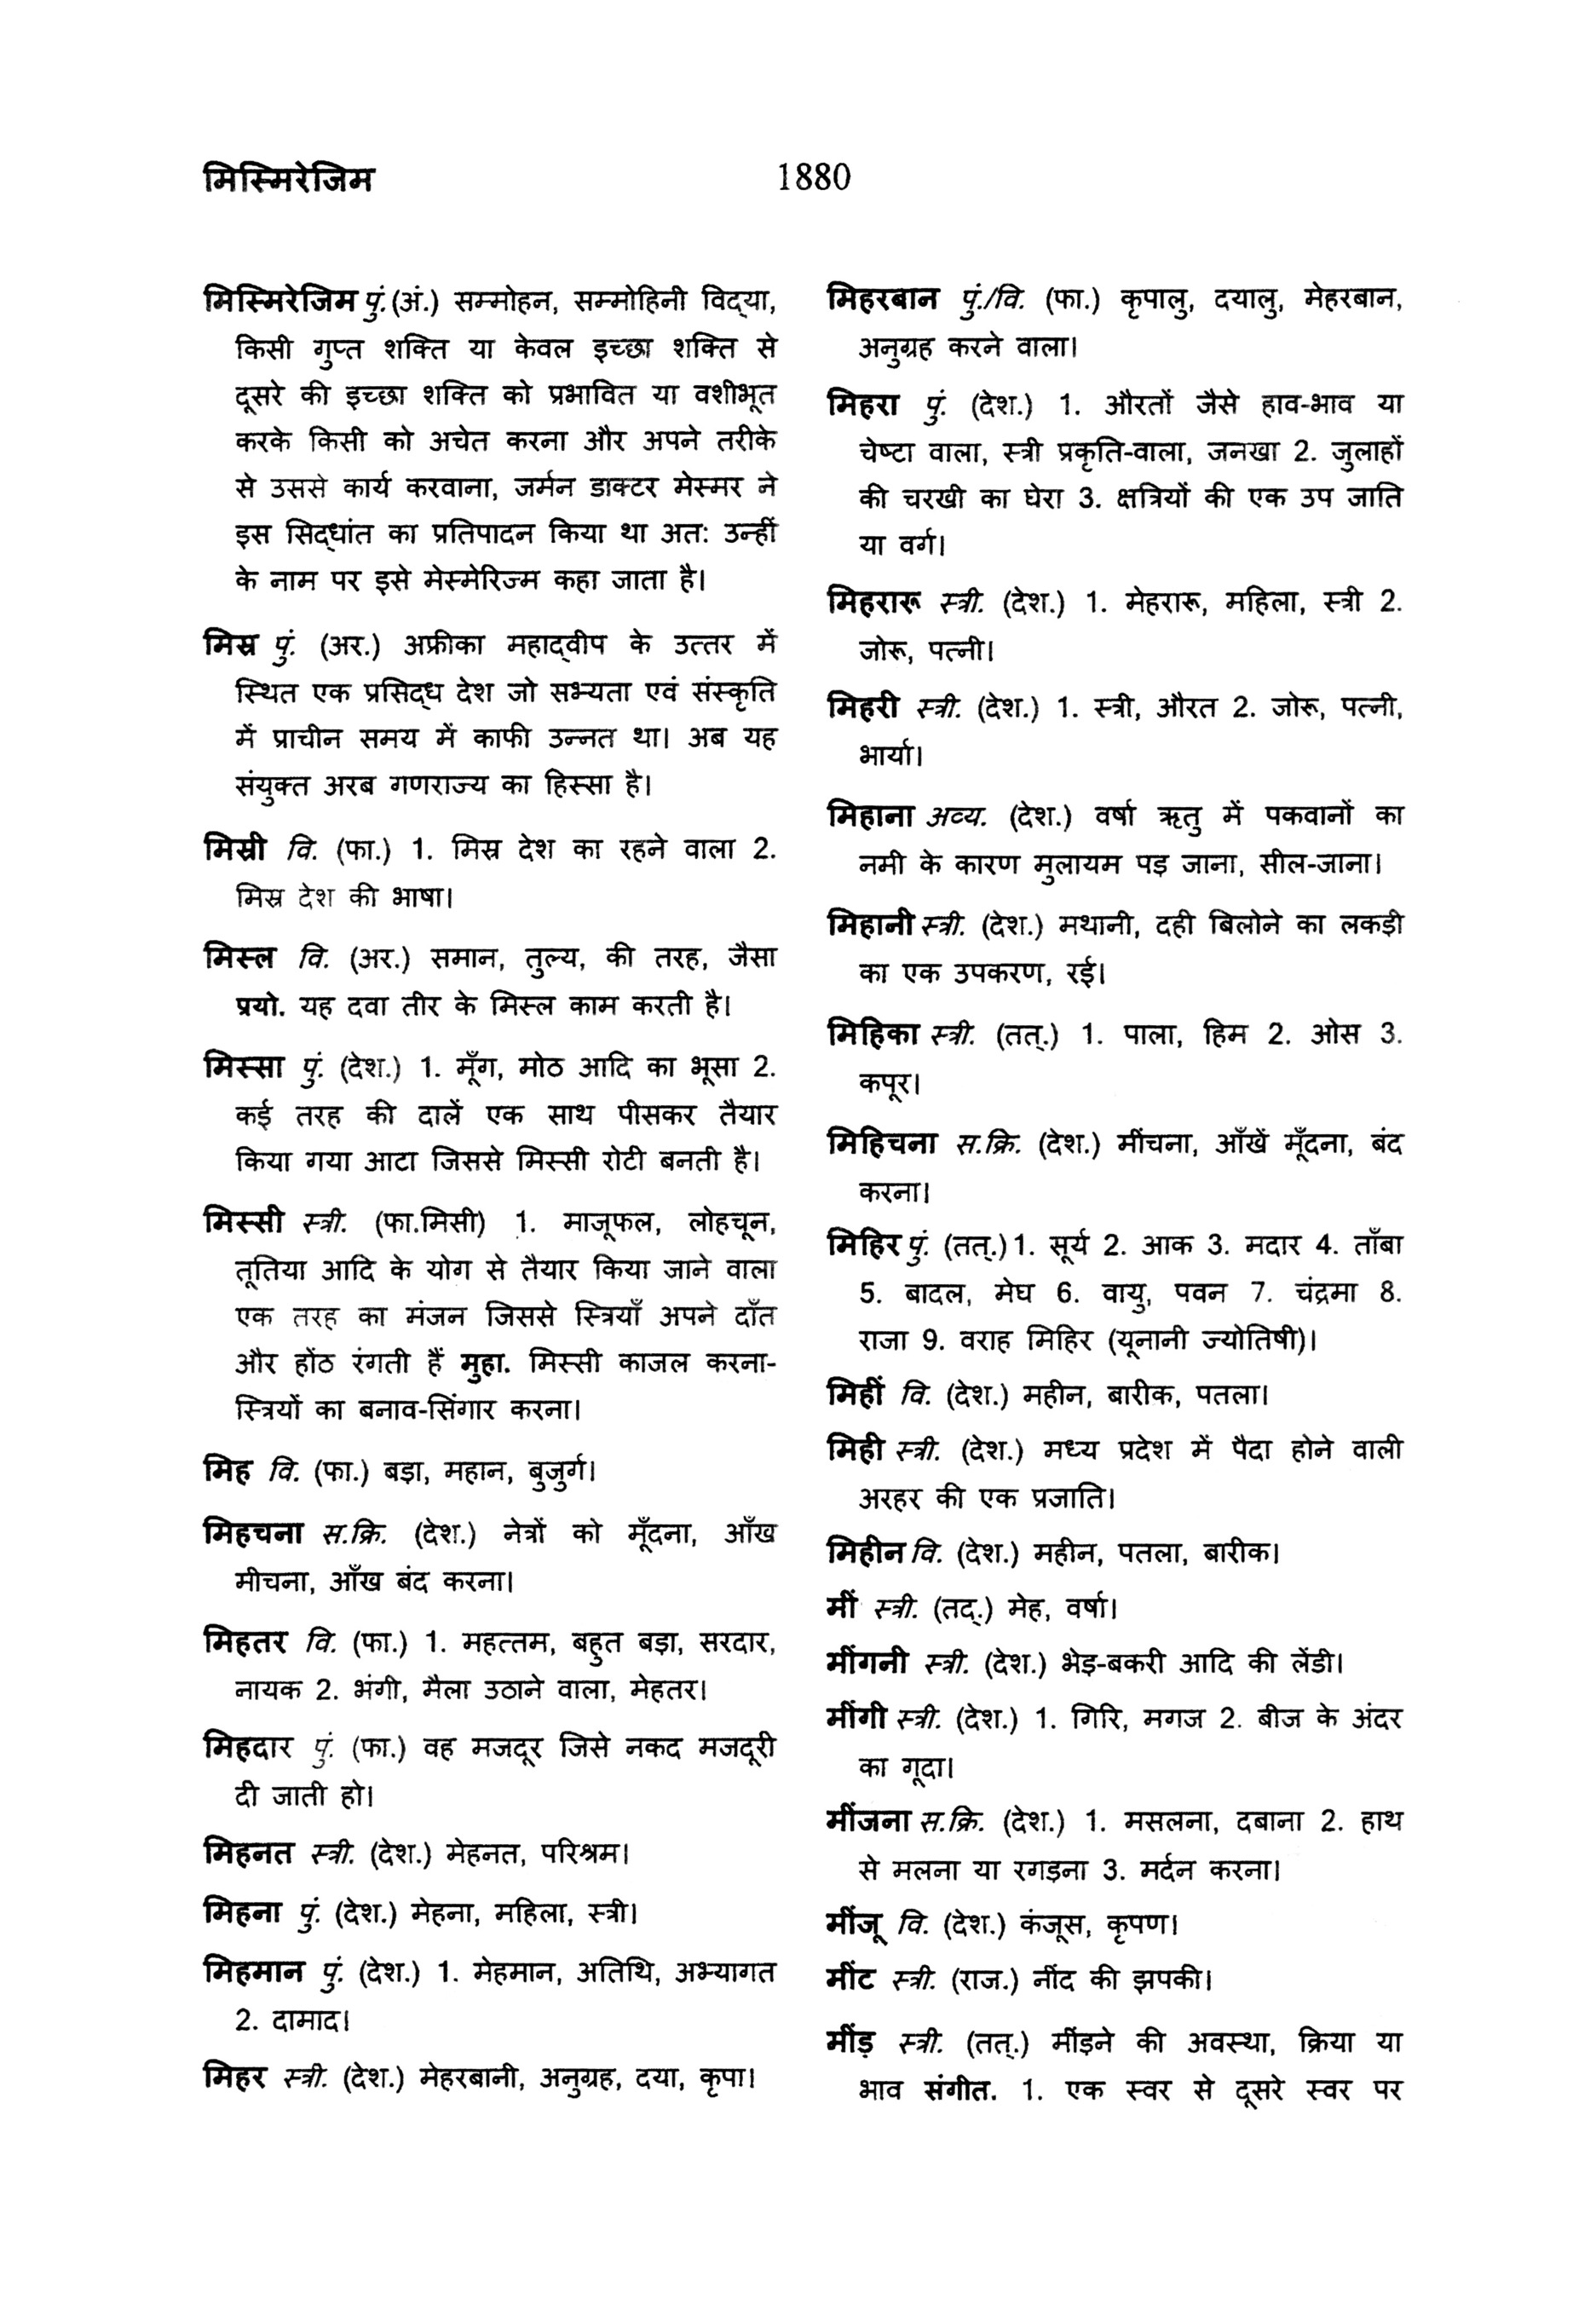 मिस्मिरेजिम
1880
मिस्मिरेजिम पुं.(अं.) सम्मोहन, सम्मोहिनी विद्‌या,
किसी गुप्त शक्ति या केवल इच्छा शक्ति से
दूसरे की इच्छा शक्ति को प्रभावित या वशीभूत
करके किसी को अचेत करना और अपने तरीके
से उससे कार्य करवाना, जर्मन डाक्टर मेस्मर ने
इस सिद्‌धांत का प्रतिपादन किया था अत: उन्हीं
के नाम पर इसे मेस्मेरिज्म कहा जाता है।
मिस्र पुं. (अर.) अफ्रीका महाद्‌वीप के उत्तर में
स्थित एक प्रसिद्‌ध देश जो सभ्यता एवं संस्कृति
में प्राचीन समय में काफी उन्नत था। अब यह
संयुक्त अरब गणराज्य का हिस्सा है।
मिस्री वि. (फा.) 1. मिस्र देश का रहने वाला 2.
मिस्र देश की भाषा।
मिस्ल वि. (अर.) समान, तुल्य, की तरह, जैसा
प्रयो. यह दवा तीर के मिस्ल काम करती है।
मिस्सा पुं. (देश.) 1. मूँग, मोठ आदि का भूसा 2.
कई तरह की दालें एक साथ पीसकर तैयार
किया गया आटा जिससे मिस्सी रोटी बनती है।
मिस्सी स्त्री. (फा.मिसी) 1. माजूफल, लोहचून,
तूतिया आदि के योग से तैयार किया जाने वाला
एक तरह का मंजन जिससे स्त्रियाँ अपने दाँत
और होंठ रंगती हैं मुहा. मिस्सी काजल करना-
स्त्रियों का बनाव-सिंगार करना।
मिह वि. (फा.) बड़ा, महान, बुजुर्ग।
मिहचना स.क्रि. (देश.) नेत्रों को मूँदना, आँख
मीचना, आँख बंद करना।
मिहतर वि. (फा.) 1. महत्तम, बहुत बड़ा, सरदार,
नायक 2. भंगी, मैला उठाने वाला, मेहतर।
मिहदार पुं. (फा.) वह मजदूर जिसे नकद मजदूरी
दी जाती हो।
मिहनत स्त्री. (देश.) मेहनत, परिश्रम।
मिहना पुं. (देश.) मेहना, महिला, स्त्री।
मिहमान पुं. (देश.) 1. मेहमान, अतिथि, अभ्यागत
2. दामाद।
मिहर स्त्री. (देश.) मेहरबानी, अनुग्रह, दया, कृपा।
मिहरबान पुं./वि. (फा.) कृपालु, दयालु, मेहरबान,
अनुग्रह करने वाला।
मिहरा पुं. (देश.) 1. औरतों जैसे हाव-भाव या
चेष्टा वाला, स्त्री प्रकृति-वाला, जनखा 2. जुलाहों
की चरखी का घेरा 3. क्षत्रियों की एक उप जाति
या वर्ग।
मिहरारू स्त्री. (देश.) 1. मेहरारू, महिला, स्त्री 2.
जोरू, पत्नी।
मिहरी स्त्री. (देश.) 1. स्त्री, औरत 2. जोरू, पत्नी,
भार्या।
मिहाना अव्य. (देश.) वर्षा ऋतु में पकवानों का
नमी के कारण मुलायम पड़ जाना, सील-जाना।
मिहानी स्त्री. (देश.) मथानी, दही बिलोने का लकड़ी
का एक उपकरण, रई।
मिहिका स्त्री. (तत्.) 1. पाला, हिम 2. ओस 3.
कपूर।
मिहिचना स.क्रि. (देश.) मींचना, आँखें मूँदना, बंद
करना।
मिहिर पुं. (तत्.) 1. सूर्य 2. आक 3. मदार 4. ताँबा
5. बादल, मेघ 6. वायु, पवन 7. चंद्रमा 8.
राजा 9. वराह मिहिर (यूनानी ज्योतिषी)।
मिहीं वि. (देश.) महीन, बारीक, पतला।
मिही स्त्री. (देश.) मध्य प्रदेश में पैदा होने वाली
अरहर की एक प्रजाति।
मिहीन वि. (देश.) महीन, पतला, बारीक।
मीं स्त्री. (तद्.) मेह, वर्षा।
मींगनी स्त्री. (देश.) भेड़-बकरी आदि की लेंडी।
मींगी स्त्री. (देश.) 1. गिरि, मगज 2. बीज के अंदर
का गूदा।
मींजना स.क्रि. (देश.) 1. मसलना, दबाना 2. हाथ
से मलना या रगड़ना 3. मर्दन करना।
मींजू वि. (देश.) कंजूस, कृपण।
मींट स्त्री. (राज.) नींद की झपकी।
मींड़ स्त्री. (तत्.) मींड़ने की अवस्था, क्रिया या
भाव संगीत. 1. एक स्वर से दूसरे स्वर पर